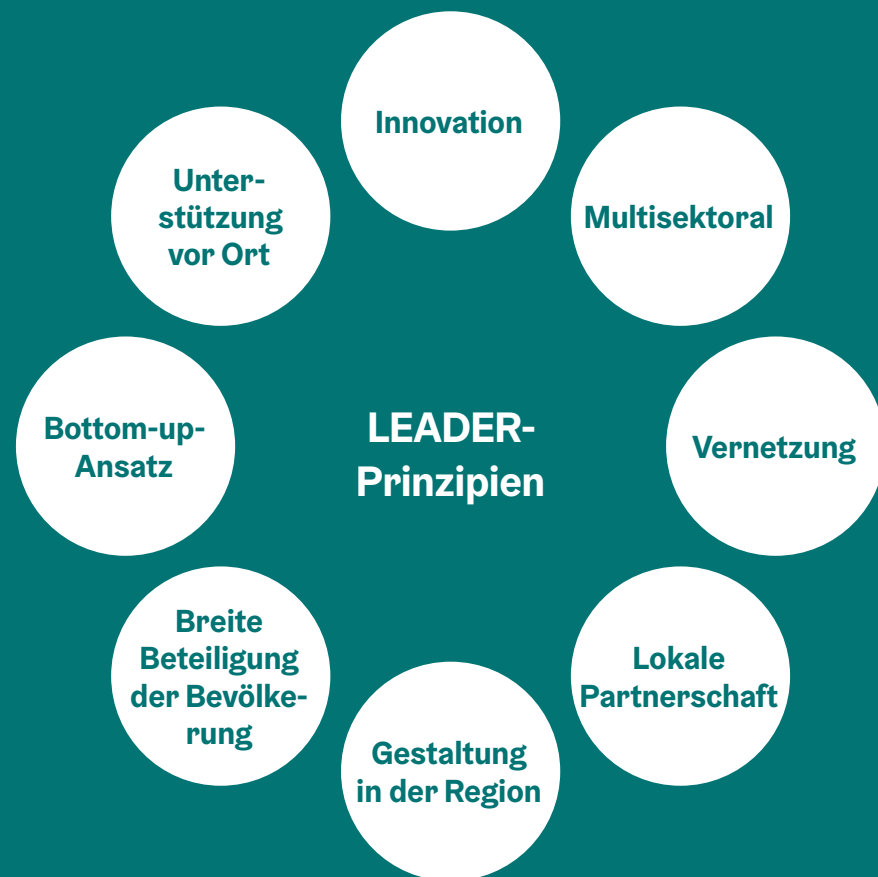 Innovation
Multisektoral
Vernetzung
Lokale
Partnerschaft
Gestaltung
in der Region
Breite
Beteiligung
der Bevölke-
rung
Bottom-up-
Ansatz
Unter-
stützung
vor Ort
LEADER-
Prinzipien